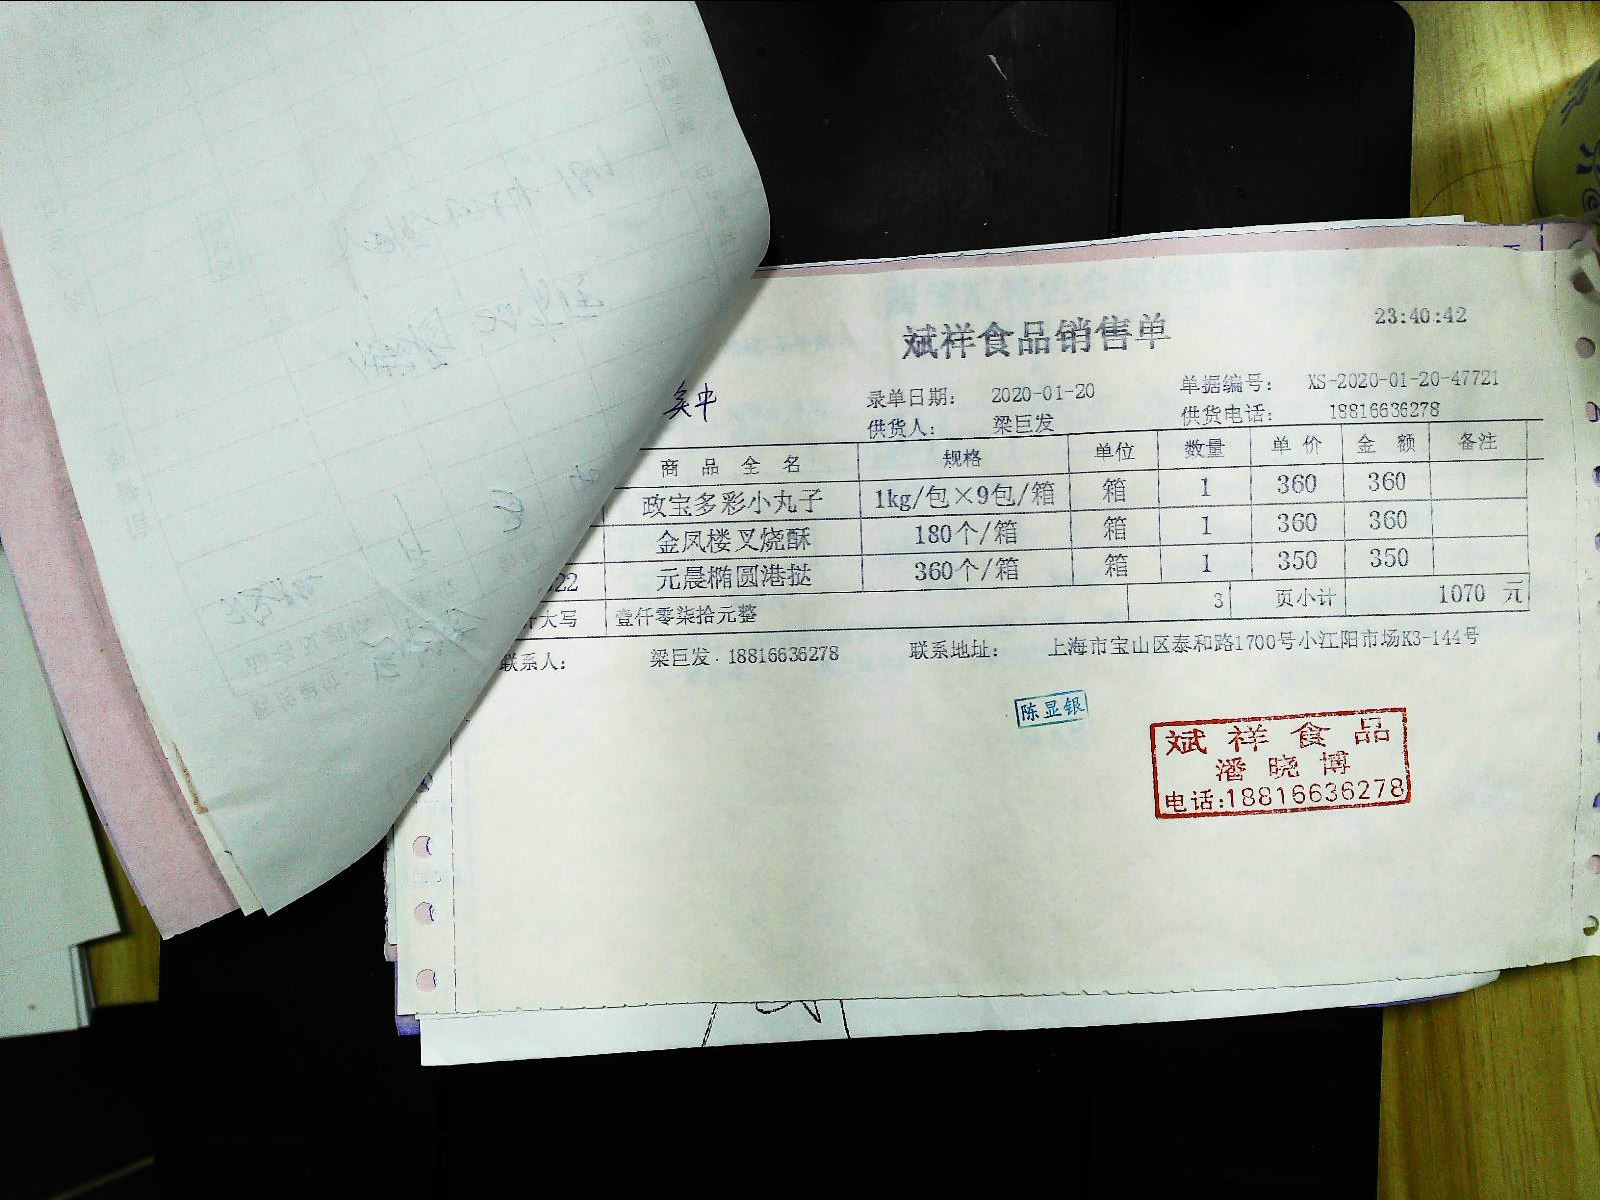 23:40:42
斌祥食品销售单
录单日期： 2020-01-20 单据编号： XS-2020-01-20-47721
供货人： 梁巨发 供货电话： 18816636278
商 品 全 名 规格 单位 数量 单 价 金 额 备注
政宝多彩小丸子 1kg/包×9包/箱 箱 1 360 360
金凤楼叉烧酥 180个/箱 箱 1 360 360
22 元晨椭圆港挞 360个/箱 箱 1 350 350
大写 壹仟零柒拾元整 3 页小计 1070 元
联系人： 梁巨发 18816636278 联系地址： 上海市宝山区泰和路1700号小江阳市场K3-144号
陈显银
斌祥食品
潘晓博
电话:18816636278